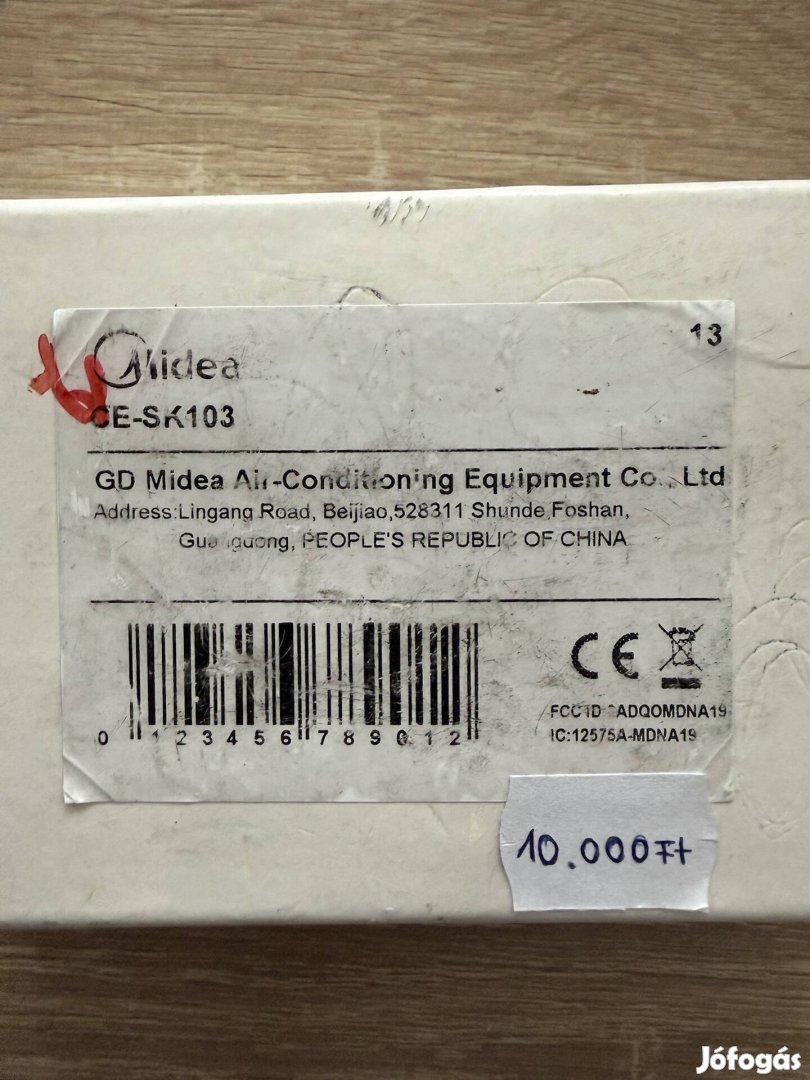 Midea
13
CE-SK103
GD Midea Air-Conditioning Equipment Co., Ltd
Address:Lingang Road, Beijiao,528311 Shunde,Foshan,
Guangdong, PEOPLE'S REPUBLIC OF CHINA
CE
0 123456 789012
FCC ID:2ADQOMDNA19
IC:12575A-MDNA19
10.000Ft
Jófogás